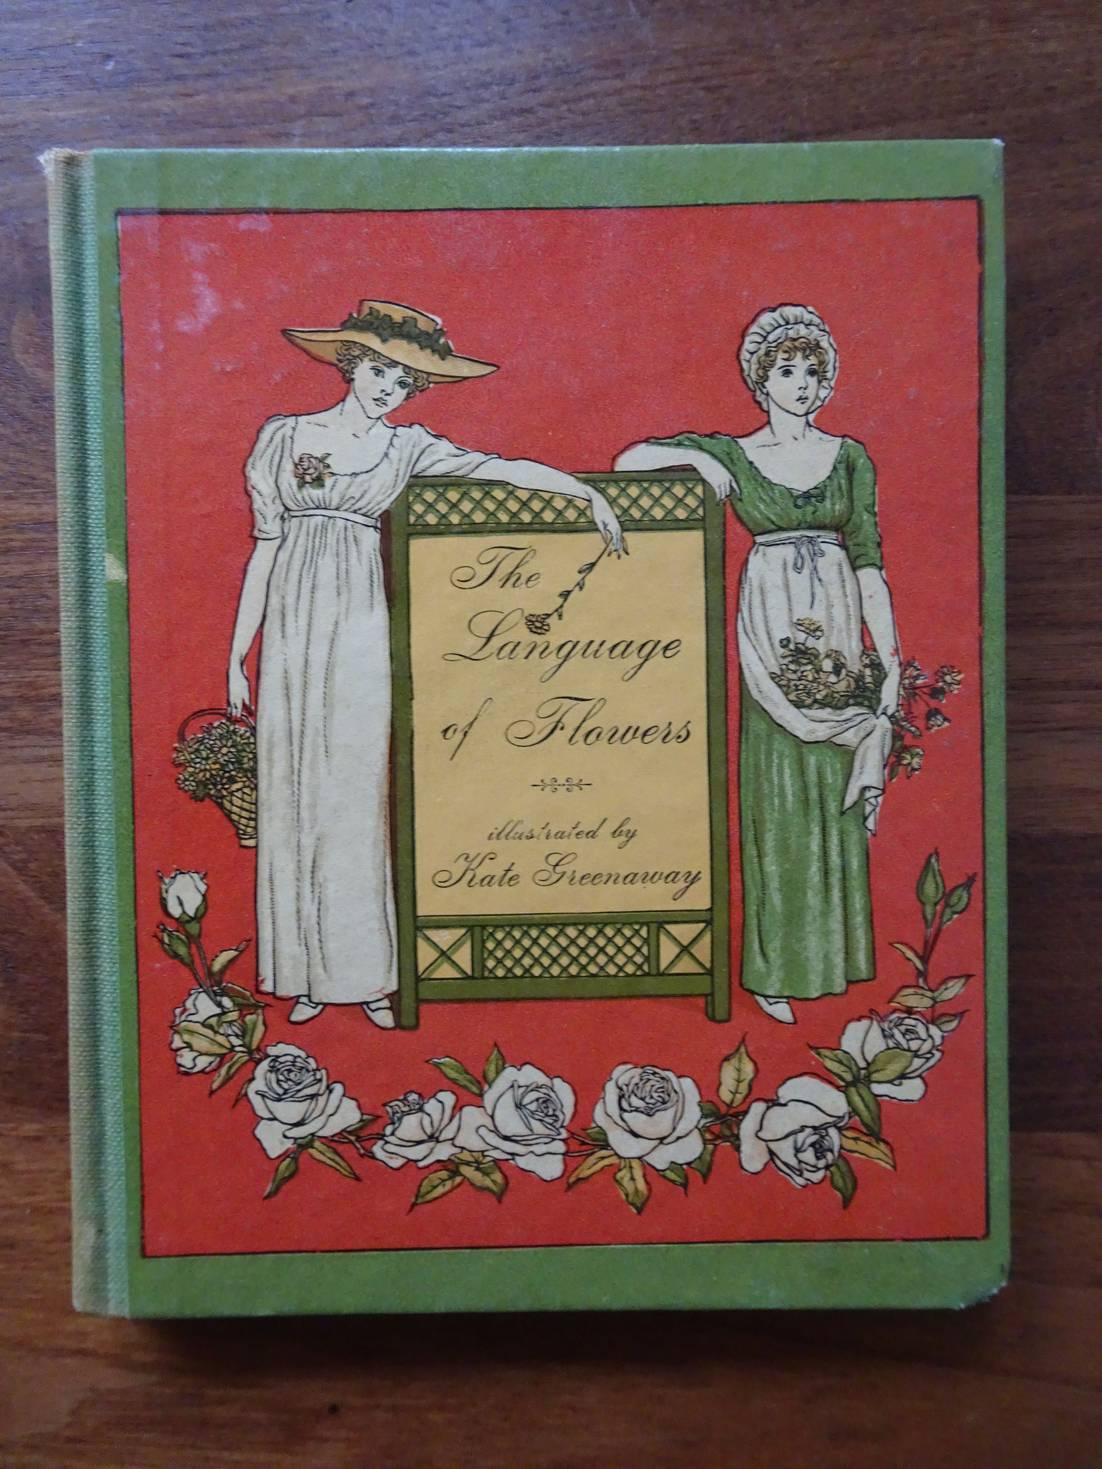 The
Language
of Flowers
illustrated by
Kate Greenaway